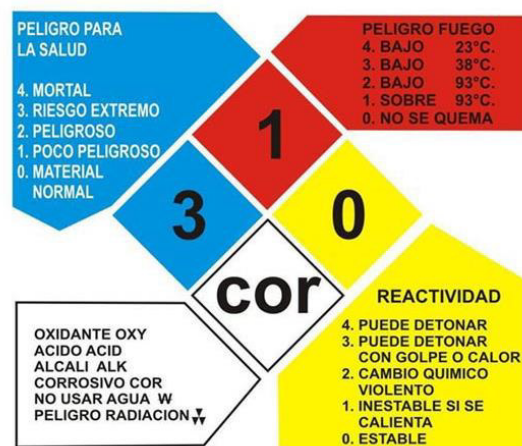 PELIGRO PARA
LA SALUD
4. MORTAL
3. RIESGO EXTREMO
2. PELIGROSO
1. POCO PELIGROSO
0. MATERIAL
NORMAL
PELIGRO FUEGO
4. BAJO 23°C.
3. BAJO 38°C.
2. BAJO 93°C.
1. SOBRE 93°C.
0. NO SE QUEMA
1
3
0
cor
OXIDANTE OXY
ACIDO ACID
ALCALI ALK
CORROSIVO COR
NO USAR AGUA W
PELIGRO RADIACION
REACTIVIDAD
4. PUEDE DETONAR
3. PUEDE DETONAR
CON GOLPE O CALOR
2. CAMBIO QUIMICO
VIOLENTO
1. INESTABLE SI SE
CALIENTA
0. ESTABLE